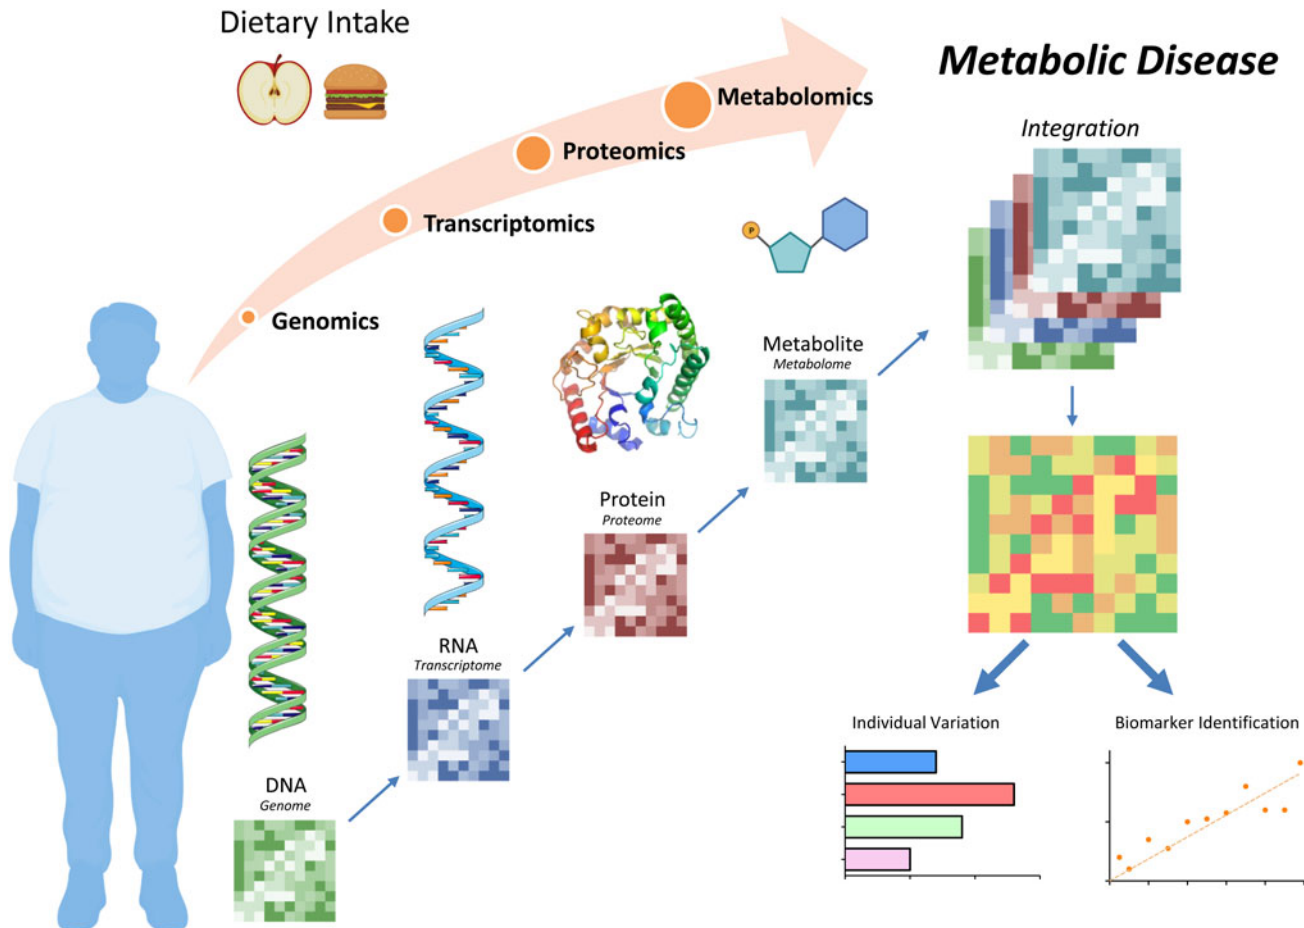 Dietary Intake
Metabolic Disease
Metabolomics
Integration
Proteomics
Transcriptomics
P
Genomics
Metabolite
Metabolome
Protein
Proteome
RNA
Transcriptome
Individual Variation
Biomarker Identification
DNA
Genome